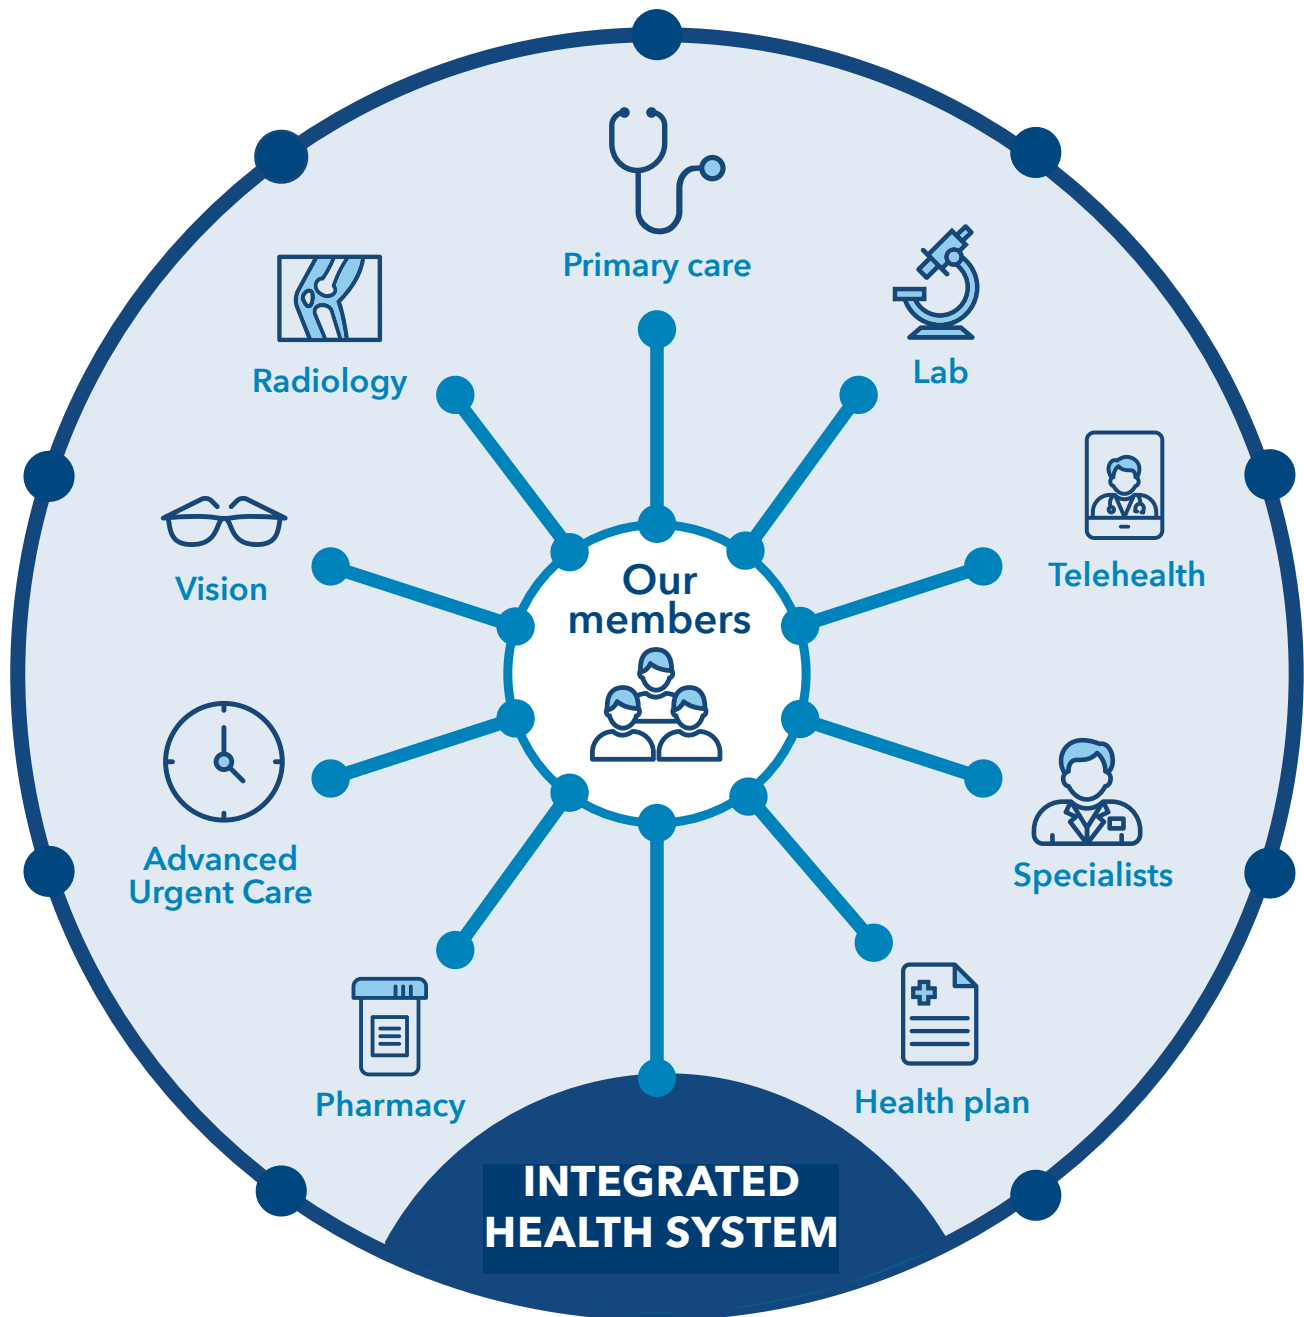 Primary care
Lab
Radiology
Telehealth
Vision
Our
members
Advanced
Urgent Care
Specialists
Pharmacy
Health plan
INTEGRATED
HEALTH SYSTEM